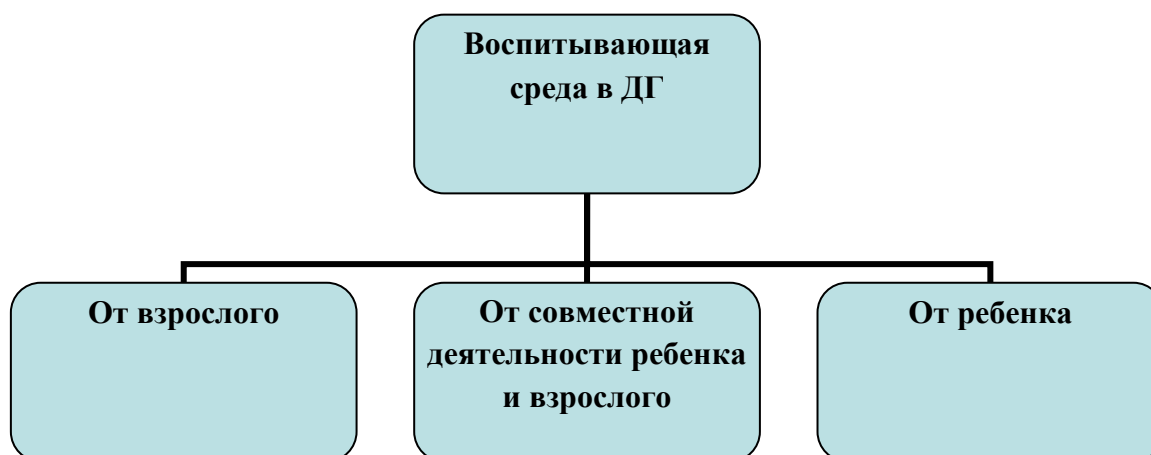 Воспитывающая
среда в ДГ
От взрослого
От совместной
деятельности ребенка
и взрослого
От ребенка